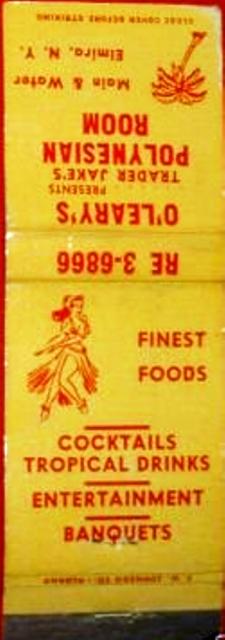 CLOSE COVER BEFORE STRIKING
Main & Water
Elmira, N. Y.
O'LEARY'S
PRESENTS
TRADER JAKE'S
POLYNESIAN
ROOM
RE 3-6866
FINEST
FOODS
COCKTAILS
TROPICAL DRINKS
ENTERTAINMENT
BANQUETS